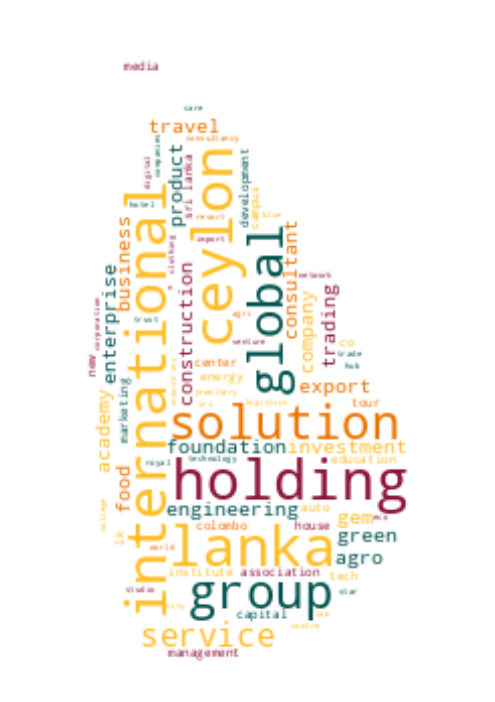 media
care
travel
consultancy
companies
product
sri lanka
digital
development
ceylon
international
hotel
campus
blue
resort
import
business
global
consultant
clothing
network
enterprise
construction
company
trading
corporation
new
agri
trust
venture
co
trade
hub
center
energy
export
jewellery
logistics
tour
marketing
academy
solution
foundation
investment
royal
technology
education
holding
food
engineering
auto
gem
college
lk
colombo
house
green
world
lanka
agro
institute
association
tech
studio
group
star
city
capital
service
centre
management